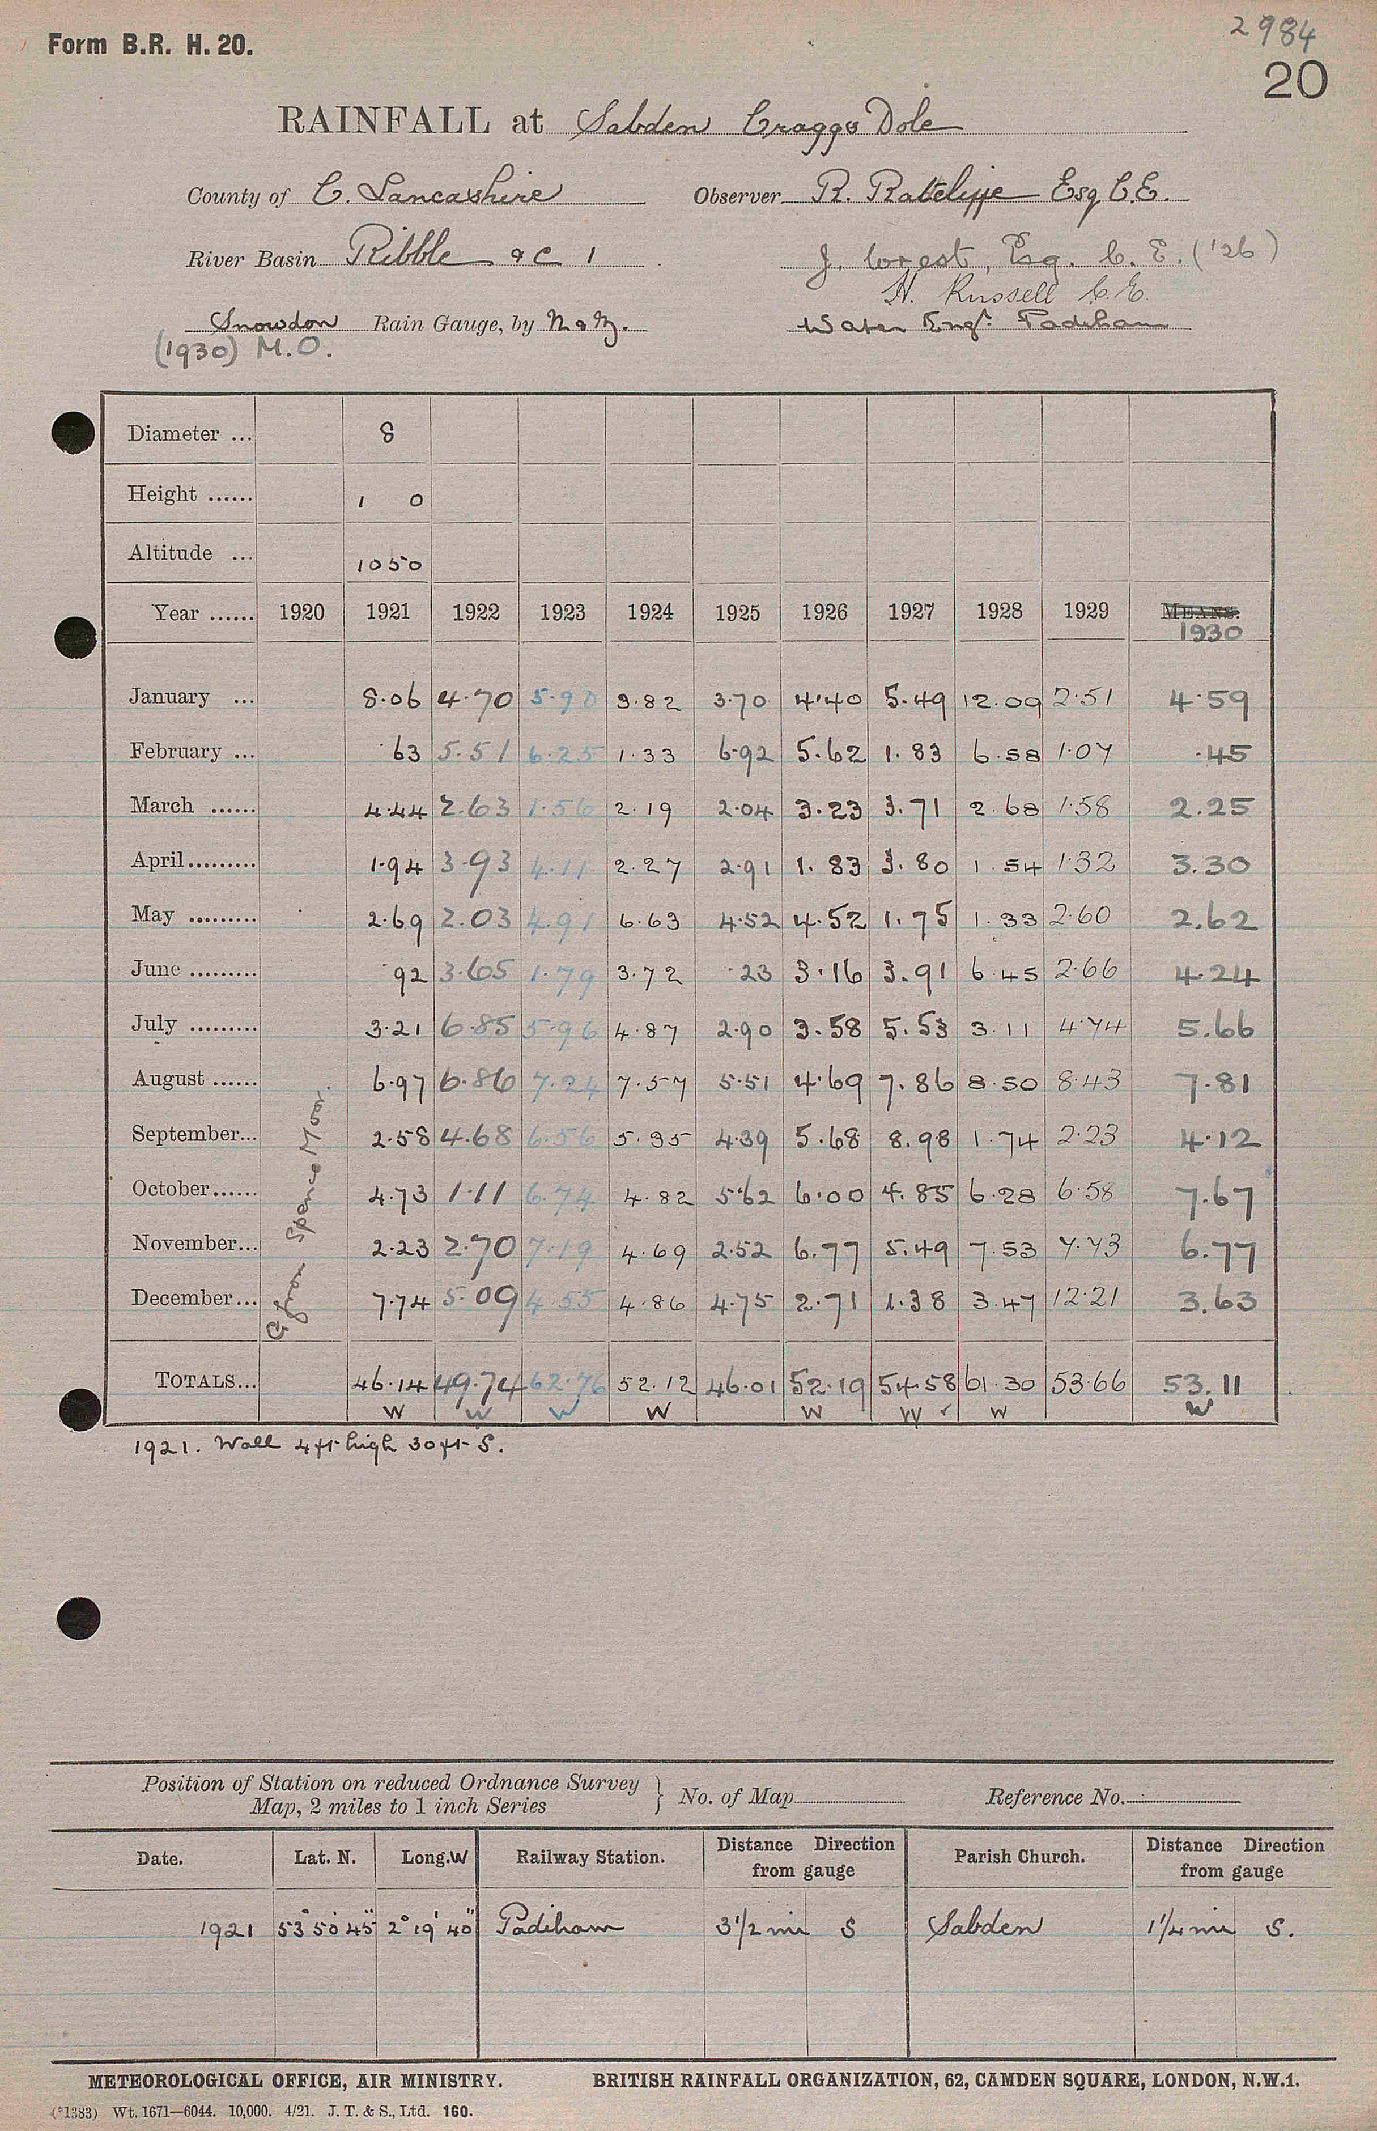 2984
Form B.R. H. 20.
20
RAINFALL at Sabden Craggs Dole
County of C. Lancashire Observer R. Ratcliffe Esq C.E.
River Basin Ribble &c 1 J. Forest, Esq. C. E. ('26)
H. Russell C.E.
Snowdon Rain Gauge, by N & Z. Water Engr. Padiham
(1930) M.O.
Diameter ... 8
Height ...... 1 0
Altitude ... 1050
Year ...... 1920 1921 1922 1923 1924 1925 1926 1927 1928 1929 MEANS.
1930
January ... 8.06 4.70 5.90 3.82 3.70 4.40 5.49 12.09 2.51 4.59
February ... .63 5.51 6.25 1.33 6.92 5.62 1.83 6.58 1.07 .45
March ...... 4.44 2.63 1.56 2.19 2.04 3.23 3.71 2.68 1.58 2.25
April ......... 1.94 3.93 4.11 2.27 2.91 1.83 3.80 1.54 1.32 3.30
May ......... 2.69 2.03 4.91 6.63 4.52 4.52 1.75 1.33 2.60 2.62
June ......... .92 3.65 1.79 3.72 .23 3.16 3.91 6.45 2.66 4.24
July ......... 3.21 6.85 5.96 4.87 2.90 3.58 5.53 3.11 4.74 5.66
August ...... 6.97 6.86 7.24 7.57 5.51 4.69 7.86 8.50 8.43 7.81
September... 2.58 4.68 6.56 5.35 4.39 5.68 8.98 1.74 2.23 4.12
October...... 4.73 1.11 6.74 4.82 5.62 6.00 4.85 6.28 6.58 7.67
November... 2.23 2.70 7.19 4.69 2.52 6.77 5.49 7.53 7.73 6.77
December... 7.74 5.09 4.55 4.86 4.75 2.71 1.38 3.47 12.21 3.63
Spence Moor.
TOTALS... 46.14 49.74 62.76 52.12 46.01 52.19 54.58 61.30 53.66 53.11
W W W W W W ✓ W W
1921. Wall 4 ft high 30 ft S.
Position of Station on reduced Ordnance Survey
Map, 2 miles to 1 inch Series } No. of Map Reference No.
Date. Lat. N. Long. W Railway Station. Distance Direction from gauge Parish Church. Distance Direction from gauge
1921 53° 50' 45" 2° 19' 40" Padiham 3½ mi S Sabden 1¼ mi S.
METEOROLOGICAL OFFICE, AIR MINISTRY. BRITISH RAINFALL ORGANIZATION, 62, CAMDEN SQUARE, LONDON, N.W.1.
(*1383) Wt. 1671—6044. 10,000. 4/21. J. T. & S., Ltd. 160.